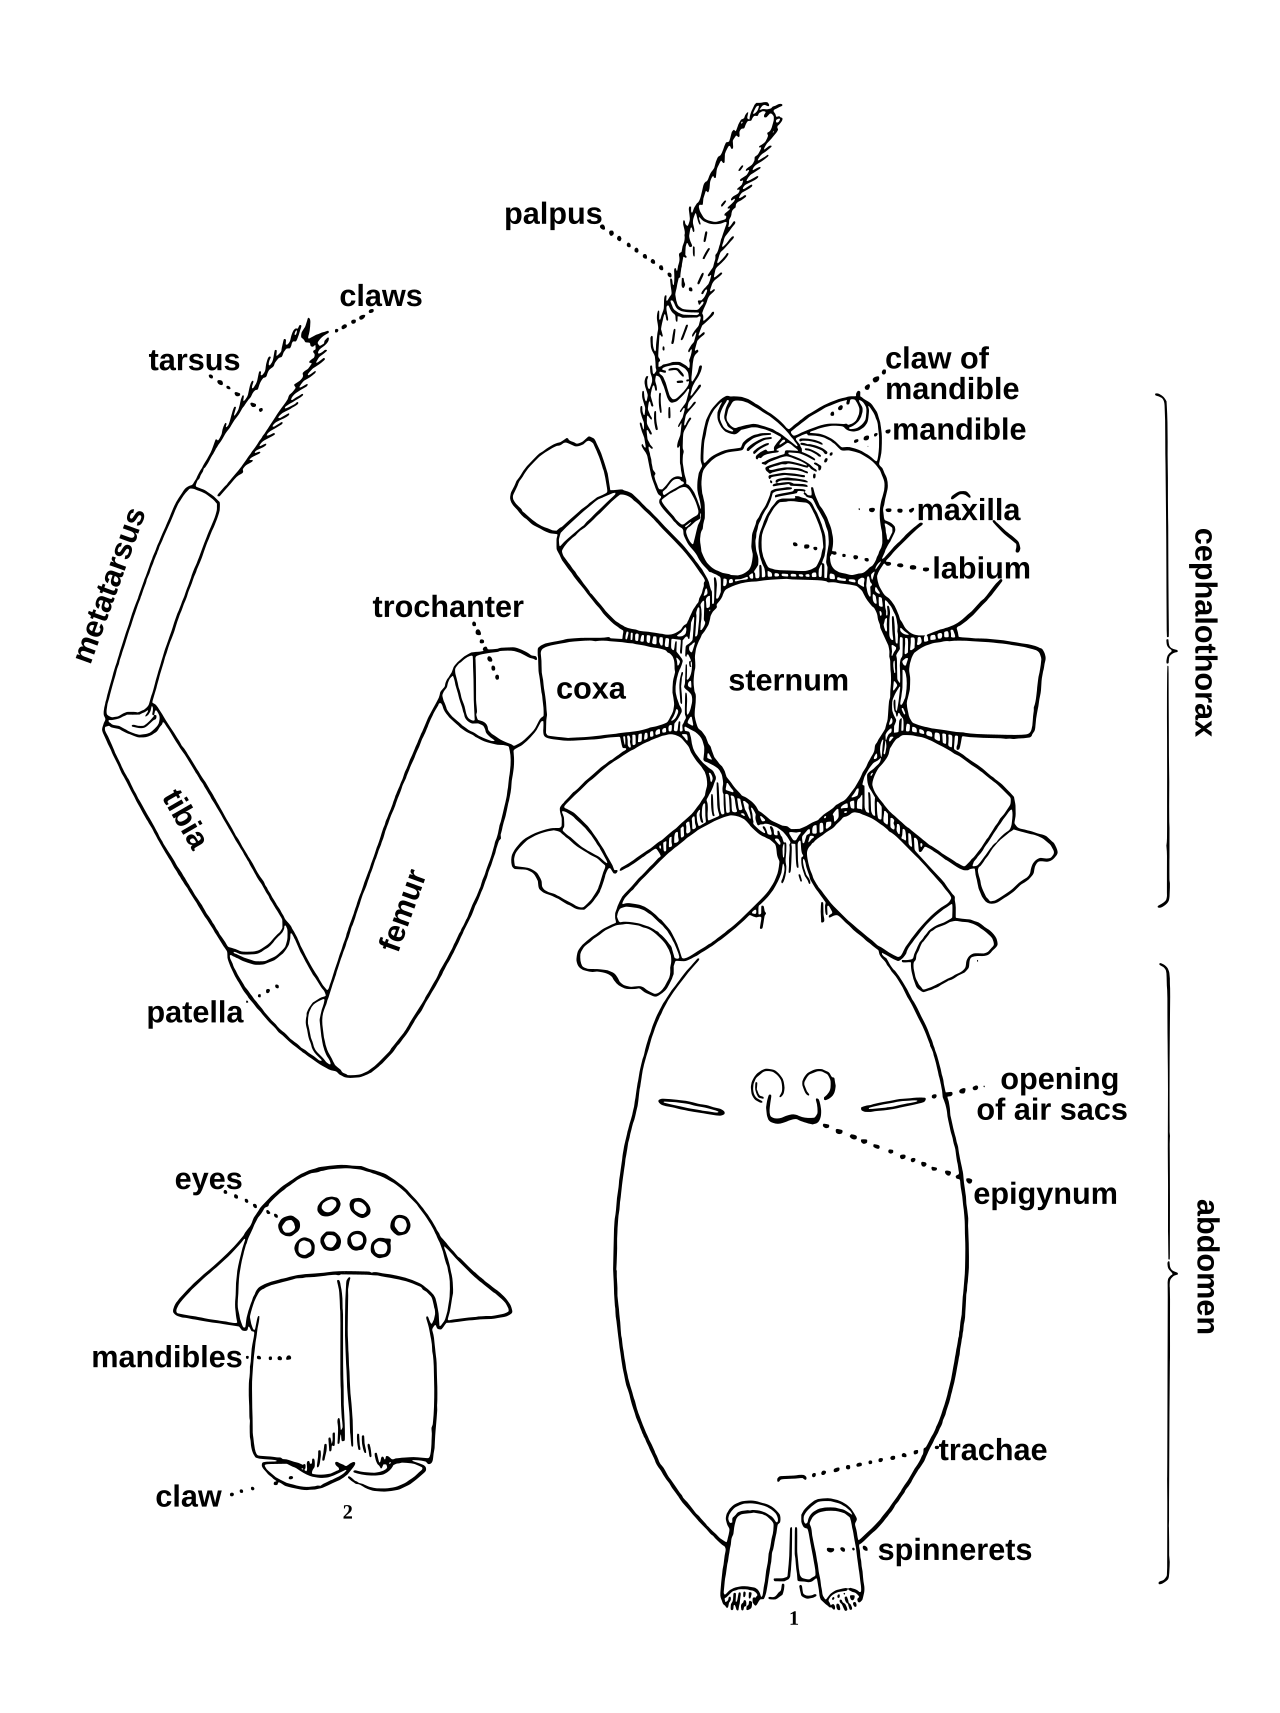 palpus
claws
tarsus
claw of
mandible
mandible
maxilla
labium
metatarsus
trochanter
coxa
sternum
cephalothorax
tibia
femur
patella
opening
of air sacs
epigynum
eyes
abdomen
mandibles
claw
2
trachae
spinnerets
1